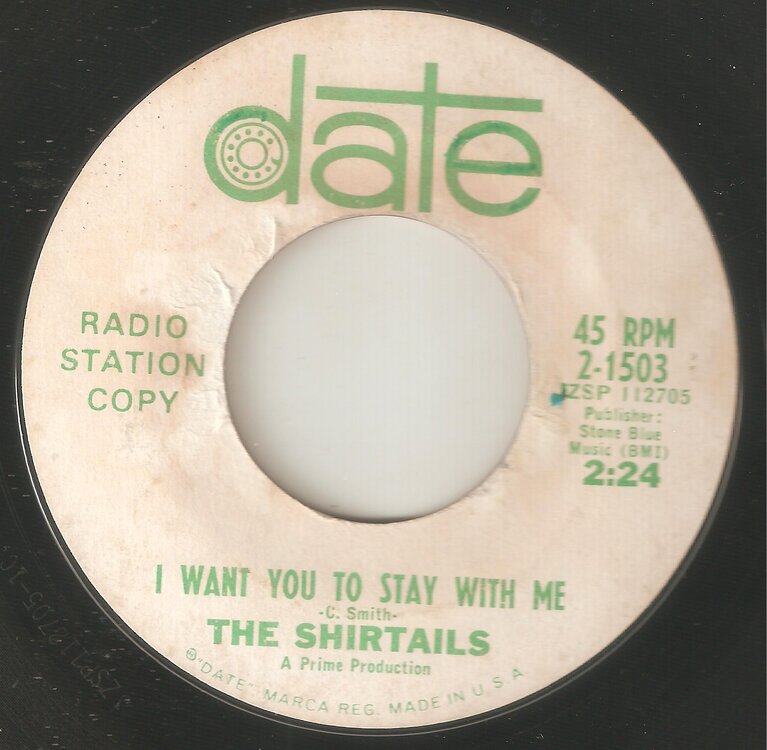 date
RADIO
STATION
COPY
45 RPM
2-1503
JZSP 112705
Publisher:
Stone Blue
Music (BMI)
2:24
I WANT YOU TO STAY WITH ME
-C. Smith-
THE SHIRTAILS
A Prime Production
℗"DATE", MARCA REG. MADE IN U S A